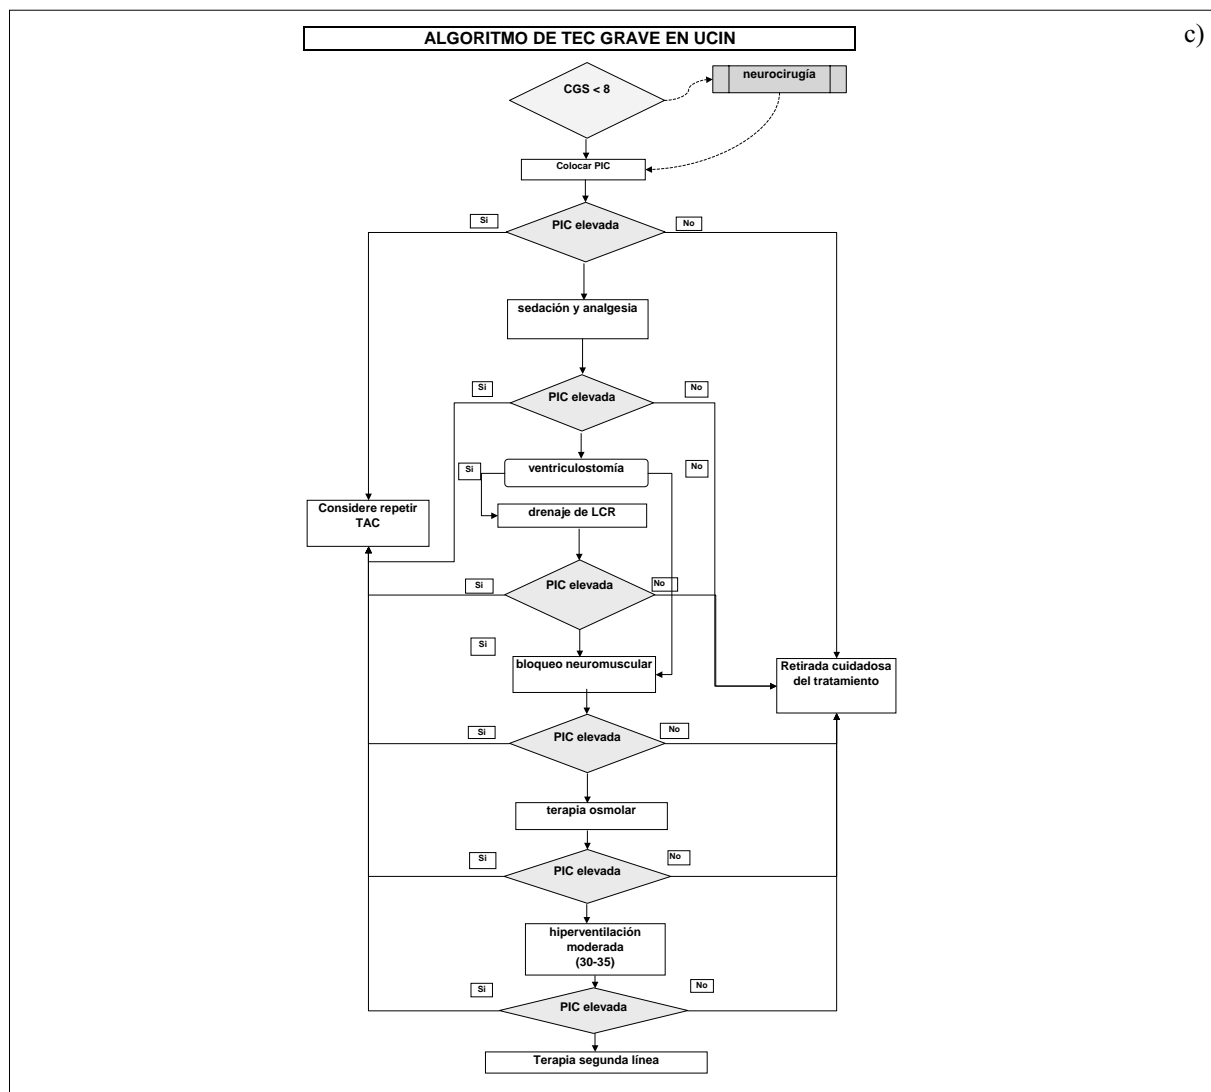 ALGORITMO DE TEC GRAVE EN UCIN
c)
CGS < 8
neurocirugía
Colocar PIC
Si
PIC elevada
No
sedación y analgesia
Si
PIC elevada
No
Si
ventriculostomía
No
Considere repetir
TAC
drenaje de LCR
Si
PIC elevada
No
Si
bloqueo neuromuscular
Retirada cuidadosa
del tratamiento
Si
PIC elevada
No
terapia osmolar
Si
PIC elevada
No
hiperventilación
moderada
(30-35)
Si
PIC elevada
No
Terapia segunda línea